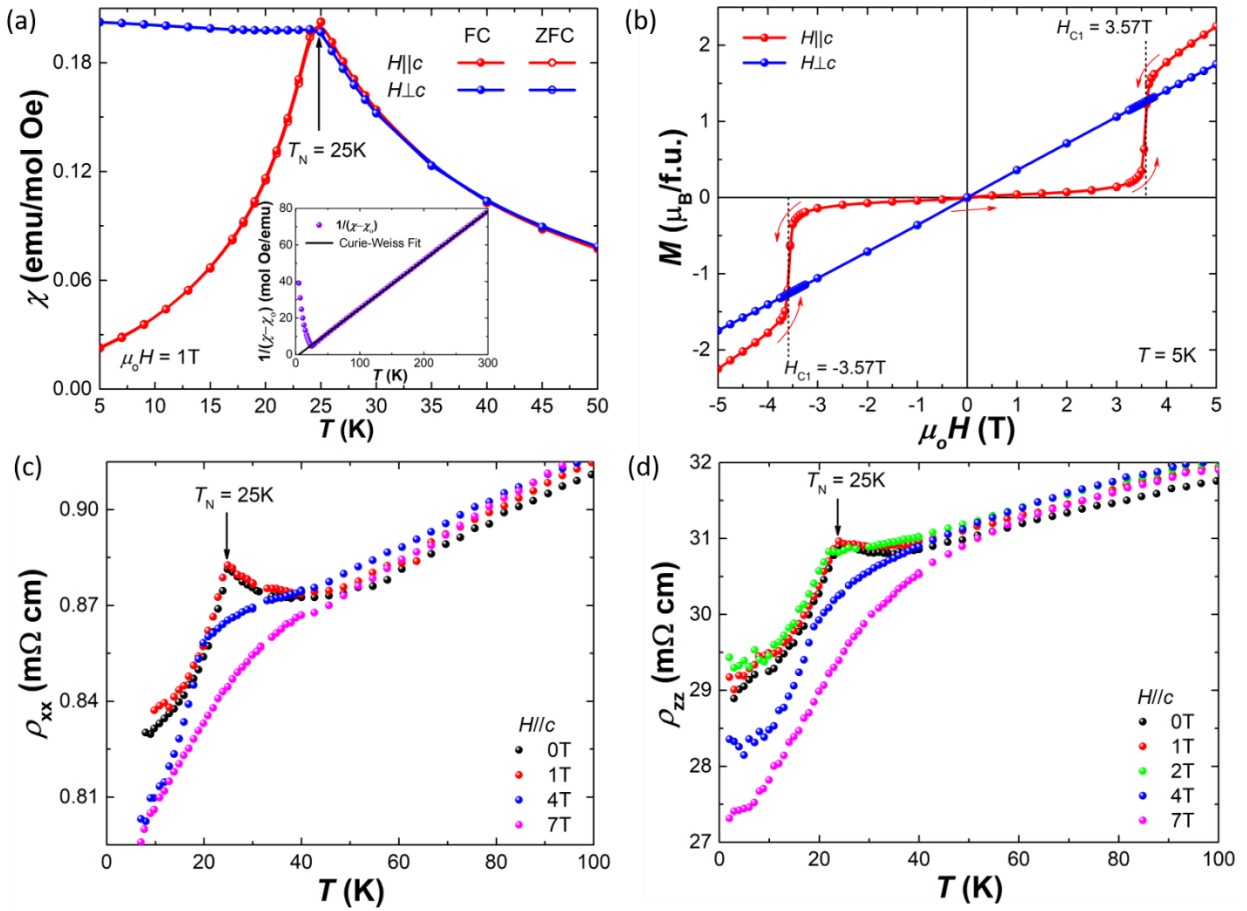 (a)
FC ZFC
H||c
H⊥c
T_N = 25K
χ (emu/mol Oe)
0.18
0.12
0.06
0.00
μ_oH = 1T
5 10 15 20 25 30 35 40 45 50
T (K)
1/(χ−χ_o)
Curie-Weiss Fit
1/(χ−χ_o) (mol Oe/emu)
80
60
40
20
0
0 100 200 300
T (K)
(b)
H||c
H⊥c
H_C1 = 3.57T
M (μ_B/f.u.)
2
1
0
-1
-2
H_C1 = -3.57T
T = 5K
-5 -4 -3 -2 -1 0 1 2 3 4 5
μ_oH (T)
(c)
T_N = 25K
ρ_xx (mΩ cm)
0.90
0.87
0.84
0.81
H//c
0T
1T
4T
7T
0 20 40 60 80 100
T (K)
(d)
T_N = 25K
ρ_zz (mΩ cm)
32
31
30
29
28
27
H//c
0T
1T
2T
4T
7T
0 20 40 60 80 100
T (K)